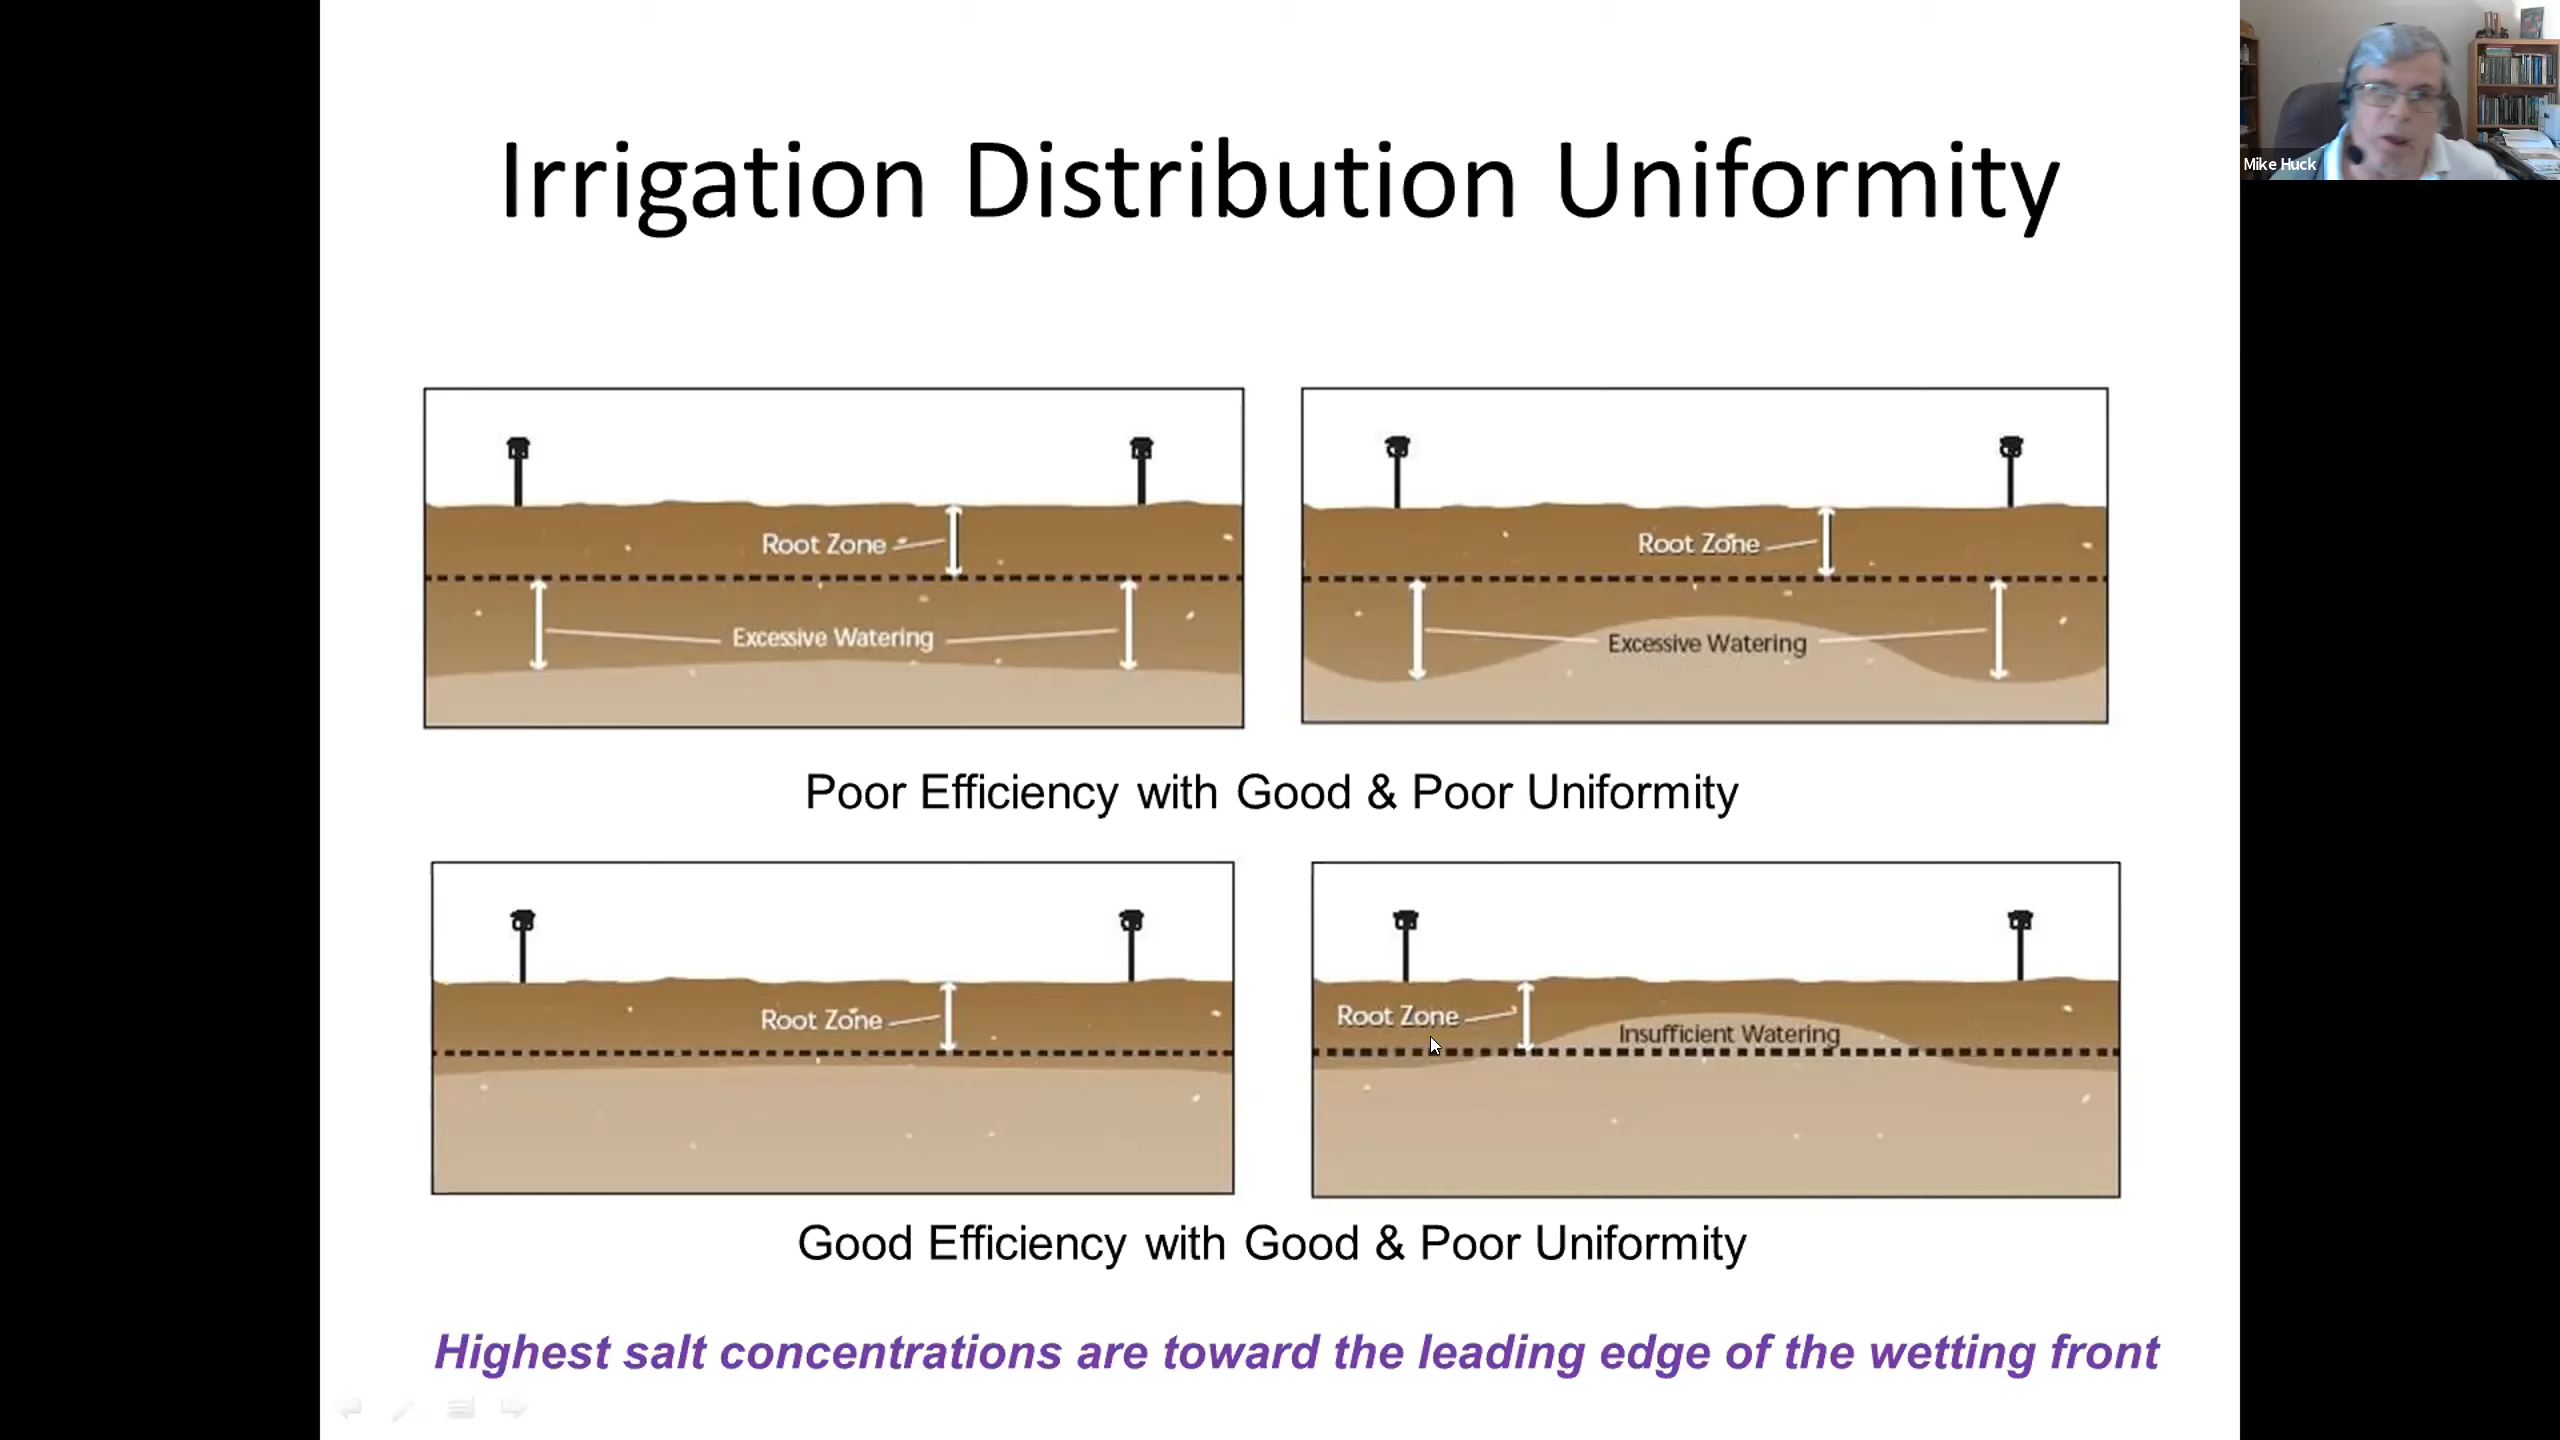 Mike Huck
Irrigation Distribution Uniformity
Root Zone
Excessive Watering
Root Zone
Excessive Watering
Poor Efficiency with Good & Poor Uniformity
Root Zone
Root Zone
Insufficient Watering
Good Efficiency with Good & Poor Uniformity
Highest salt concentrations are toward the leading edge of the wetting front